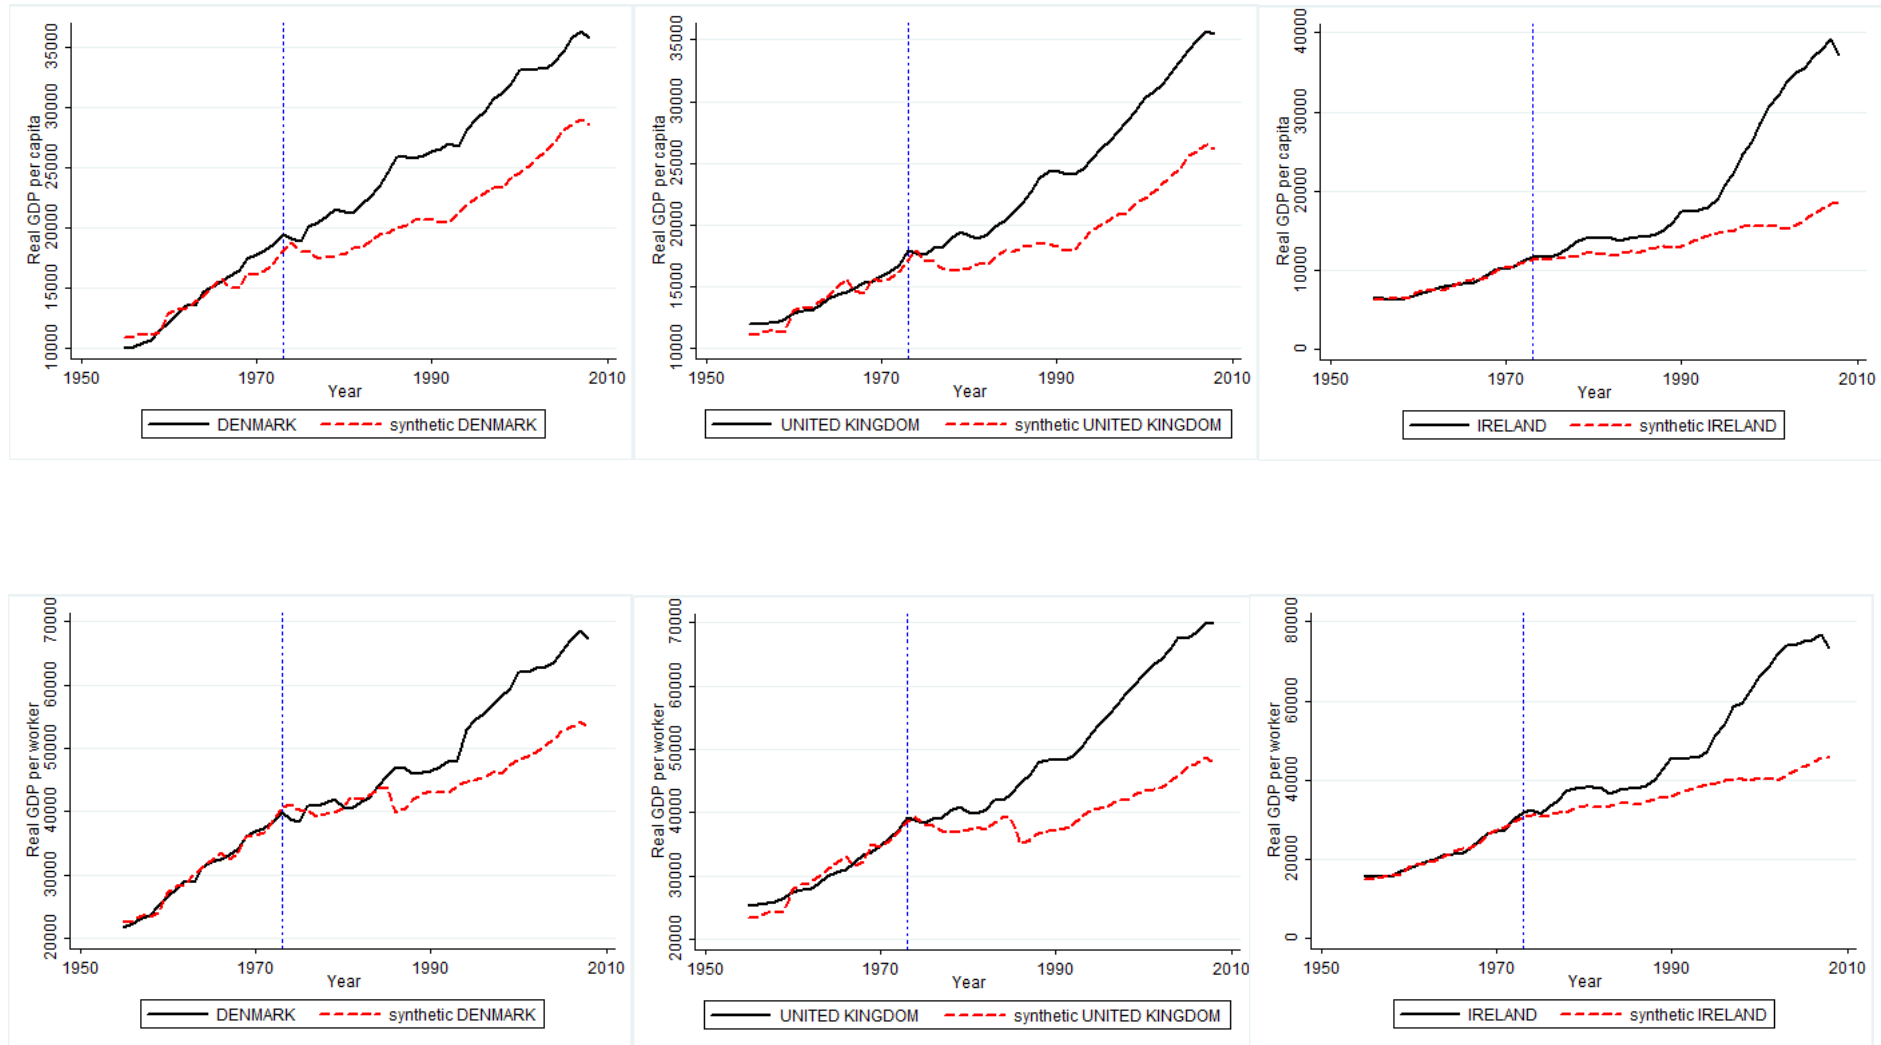 Real GDP per capita
35000
30000
25000
20000
15000
10000
1950
1970
1990
2010
Year
DENMARK
synthetic DENMARK
Real GDP per capita
35000
30000
25000
20000
15000
10000
1950
1970
1990
2010
Year
UNITED KINGDOM
synthetic UNITED KINGDOM
Real GDP per capita
40000
30000
20000
10000
0
1950
1970
1990
2010
Year
IRELAND
synthetic IRELAND
Real GDP per worker
70000
60000
50000
40000
30000
20000
1950
1970
1990
2010
Year
DENMARK
synthetic DENMARK
Real GDP per worker
70000
60000
50000
40000
30000
20000
1950
1970
1990
2010
Year
UNITED KINGDOM
synthetic UNITED KINGDOM
Real GDP per worker
80000
60000
40000
20000
0
1950
1970
1990
2010
Year
IRELAND
synthetic IRELAND